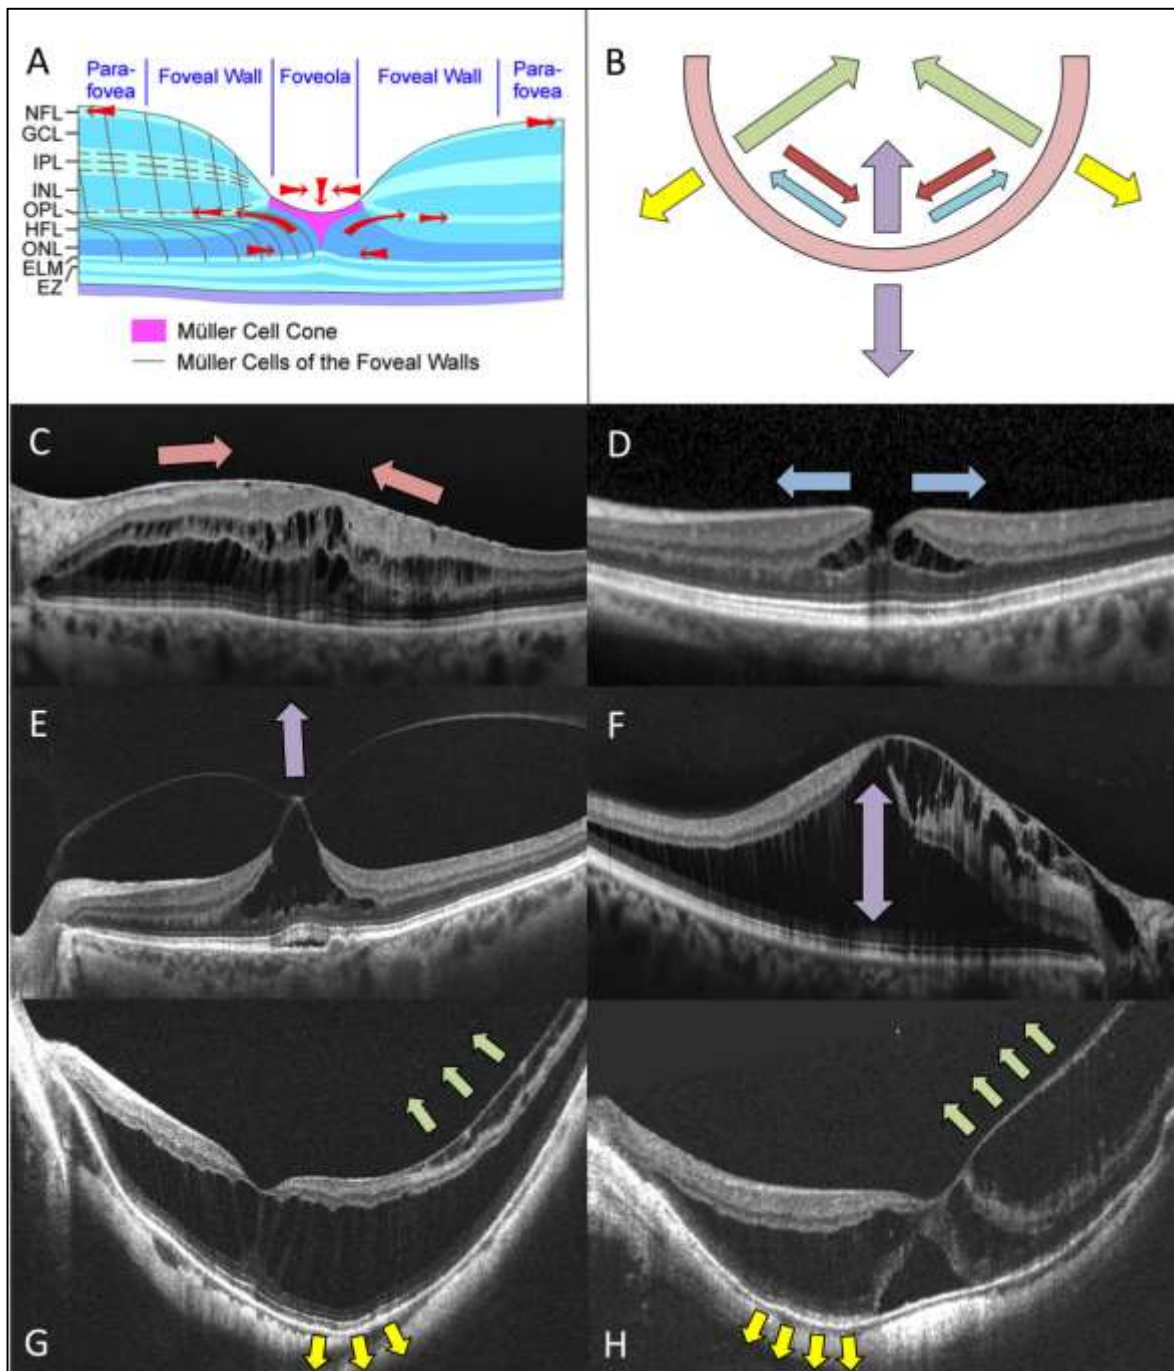 A
Para-
fovea
Foveal Wall
Foveola
Foveal Wall
Para-
fovea
NFL
GCL
IPL
INL
OPL
HFL
ONL
ELM
EZ
Müller Cell Cone
Müller Cells of the Foveal Walls
B
C
D
E
F
G
H